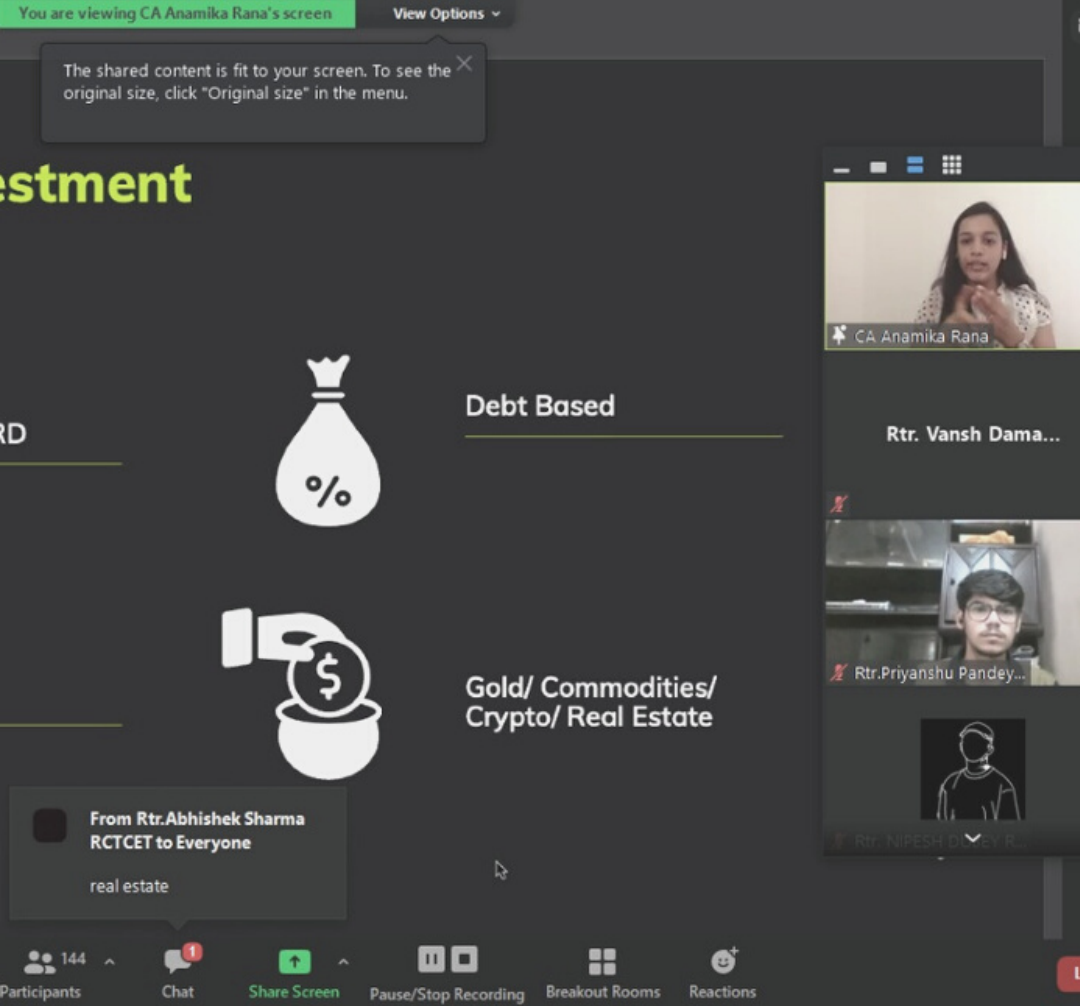 You are viewing CA Anamika Rana's screen
View Options
The shared content is fit to your screen. To see the
original size, click "Original size" in the menu.
estment
RD
%
Debt Based
$
Gold/ Commodities/
Crypto/ Real Estate
CA Anamika Rana
Rtr. Vansh Dama...
Rtr.Priyanshu Pandey...
From Rtr.Abhishek Sharma
RCTCET to Everyone
real estate
144
1
Participants
Chat
Share Screen
Pause/Stop Recording
Breakout Rooms
Reactions